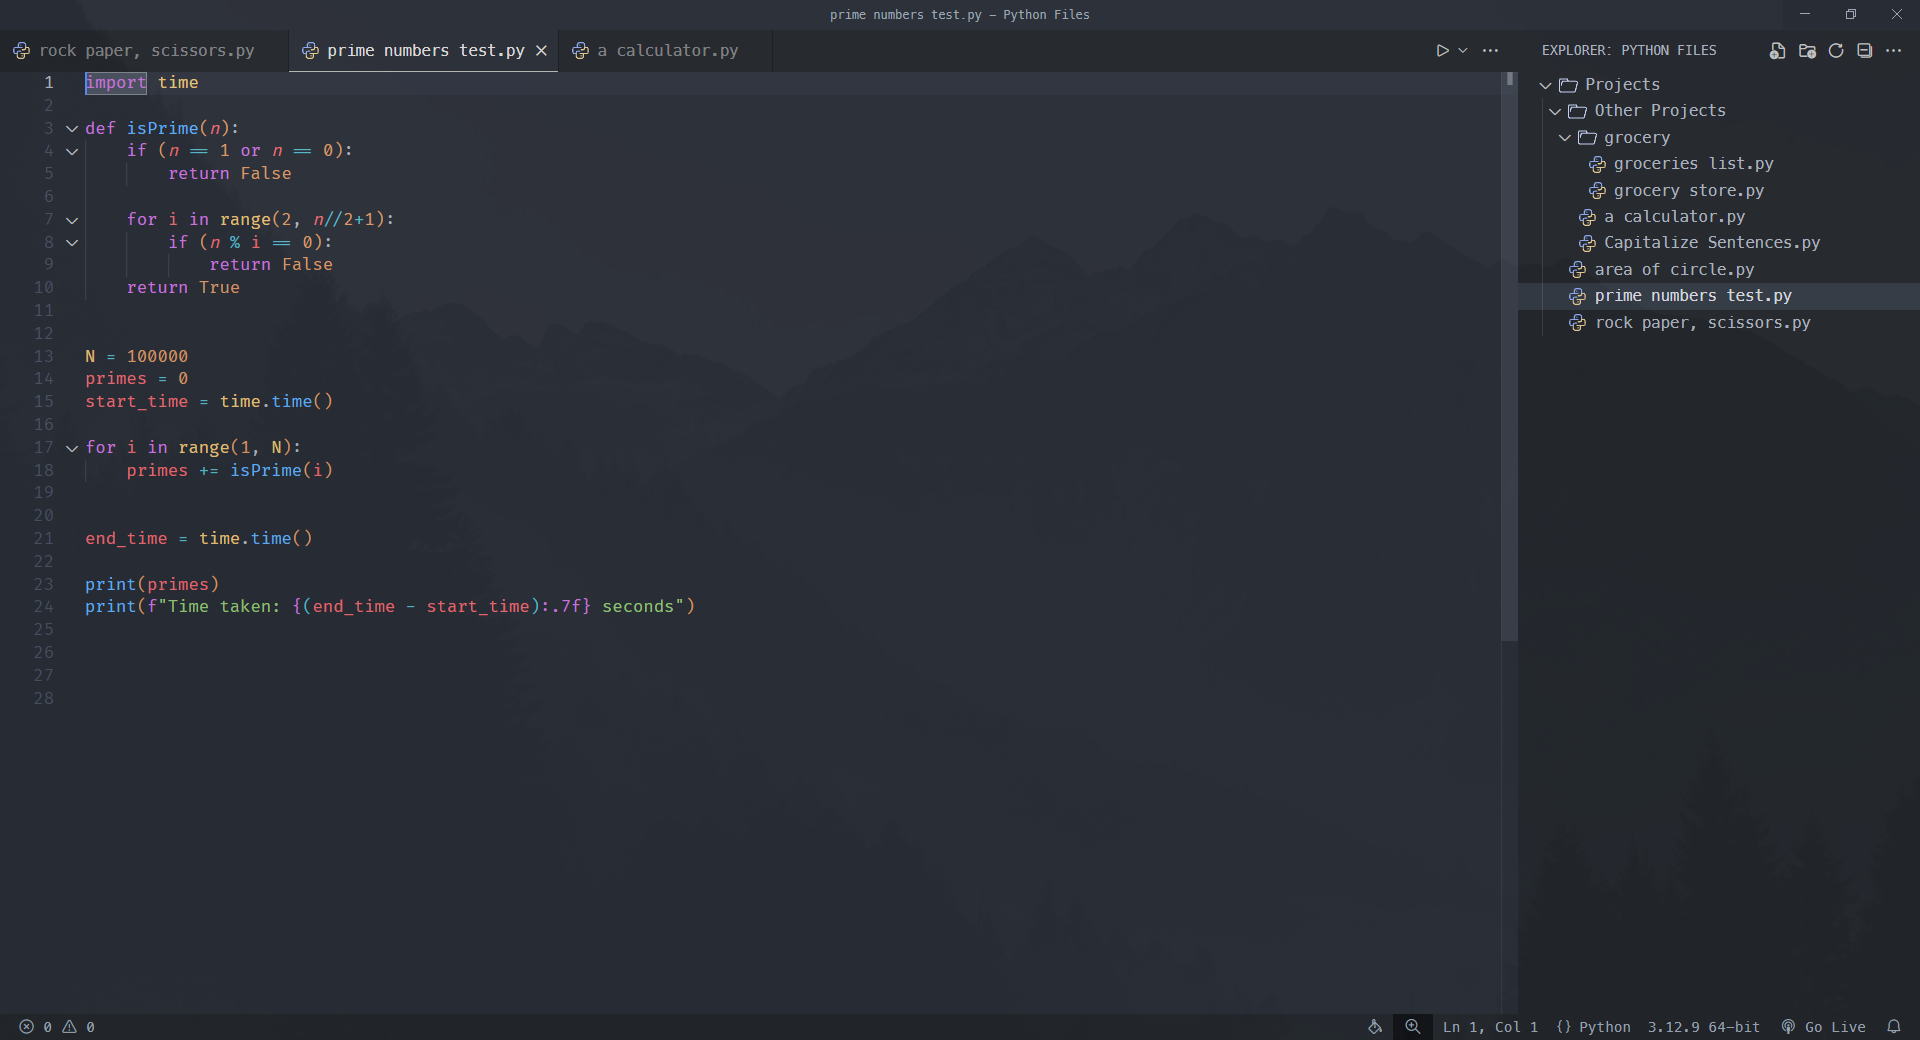 prime numbers test.py – Python Files
rock paper, scissors.py
prime numbers test.py
a calculator.py
EXPLORER: PYTHON FILES
1 import time
2
3 def isPrime(n):
4     if (n == 1 or n == 0):
5         return False
6
7     for i in range(2, n//2+1):
8         if (n % i == 0):
9             return False
10     return True
11
12
13 N = 100000
14 primes = 0
15 start_time = time.time()
16
17 for i in range(1, N):
18     primes += isPrime(i)
19
20
21 end_time = time.time()
22
23 print(primes)
24 print(f"Time taken: {(end_time - start_time):.7f} seconds")
25
26
27
28
Projects
Other Projects
grocery
groceries list.py
grocery store.py
a calculator.py
Capitalize Sentences.py
area of circle.py
prime numbers test.py
rock paper, scissors.py
0 0
Ln 1, Col 1
{} Python
3.12.9 64-bit
Go Live